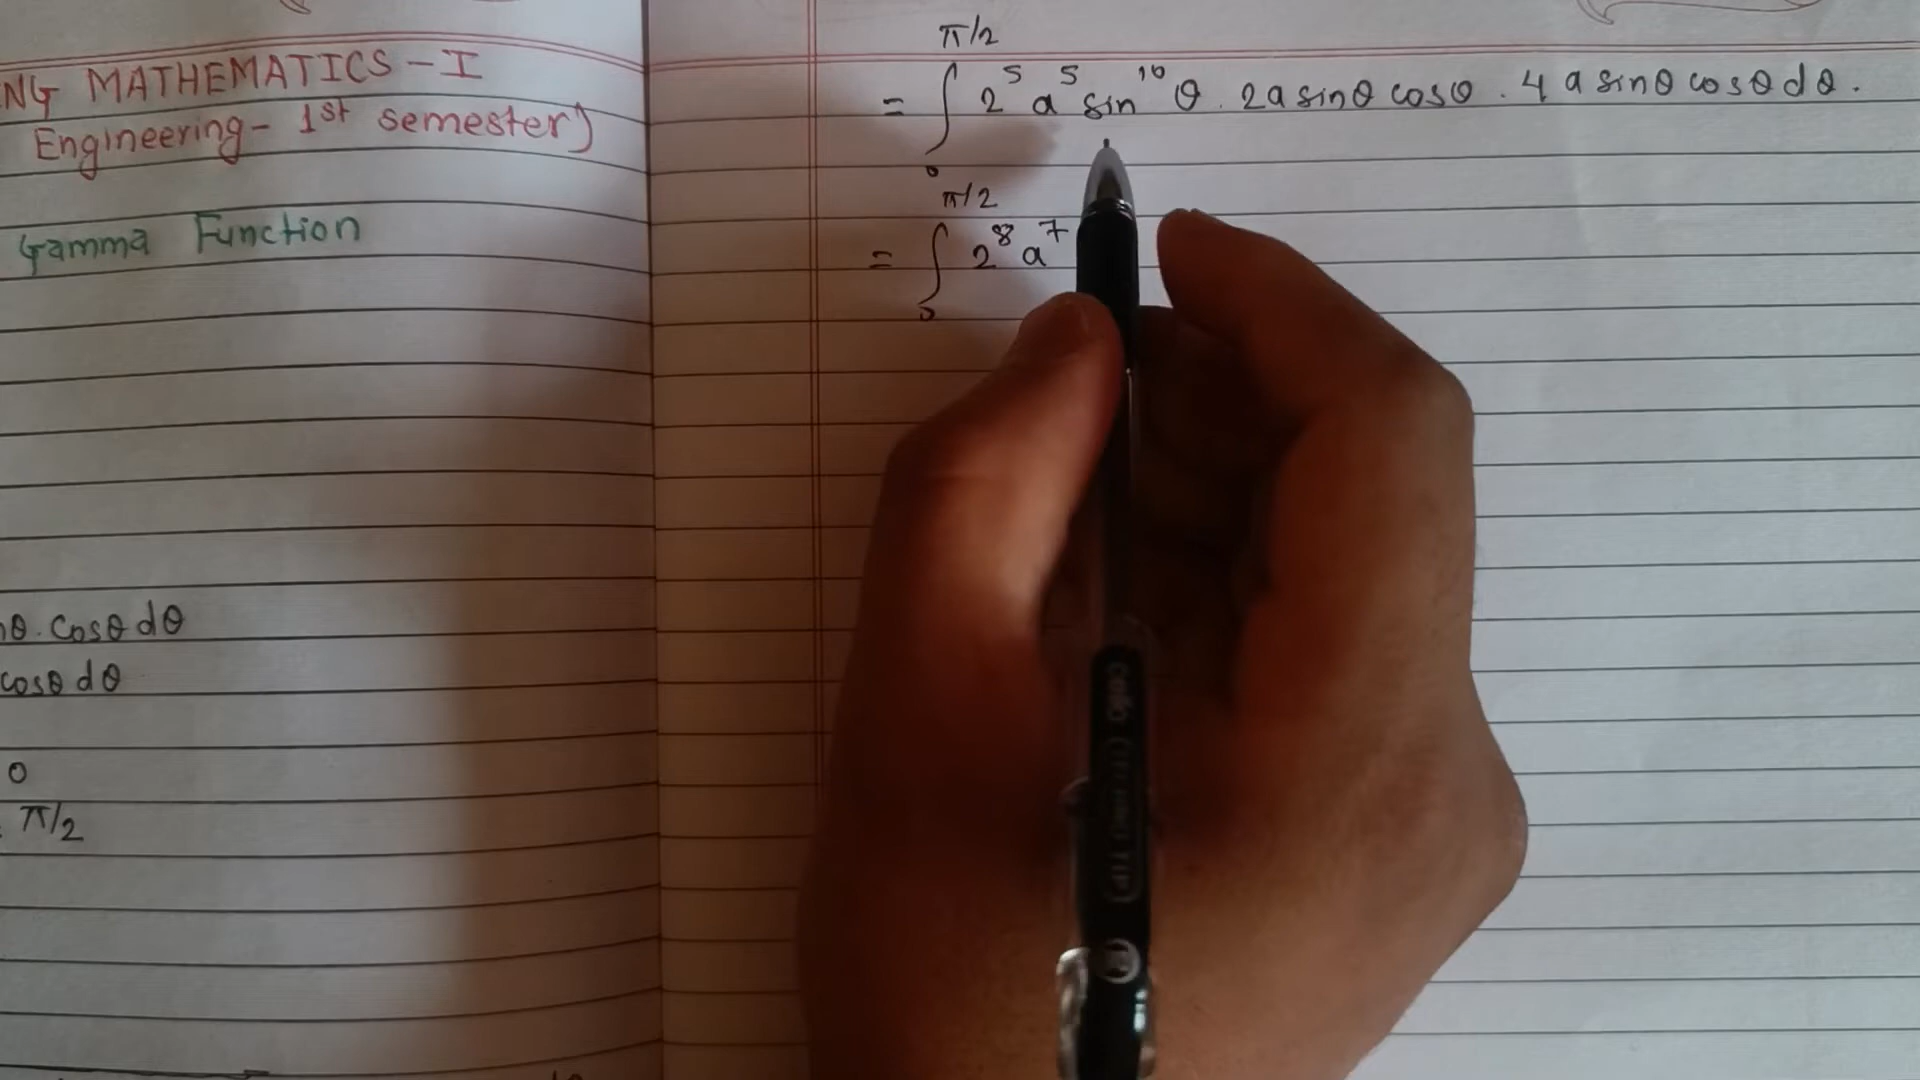 NG MATHEMATICS - I
Engineering - 1st semester)
Gamma Function
θ. cosθ dθ
cosθ dθ
0
π/2
= ∫₀^π/2 2⁵ a⁵ sin¹⁰ θ . 2a sinθ cosθ . 4 a sinθ cosθ dθ.
= ∫₀^π/2 2⁸ a⁷
cello